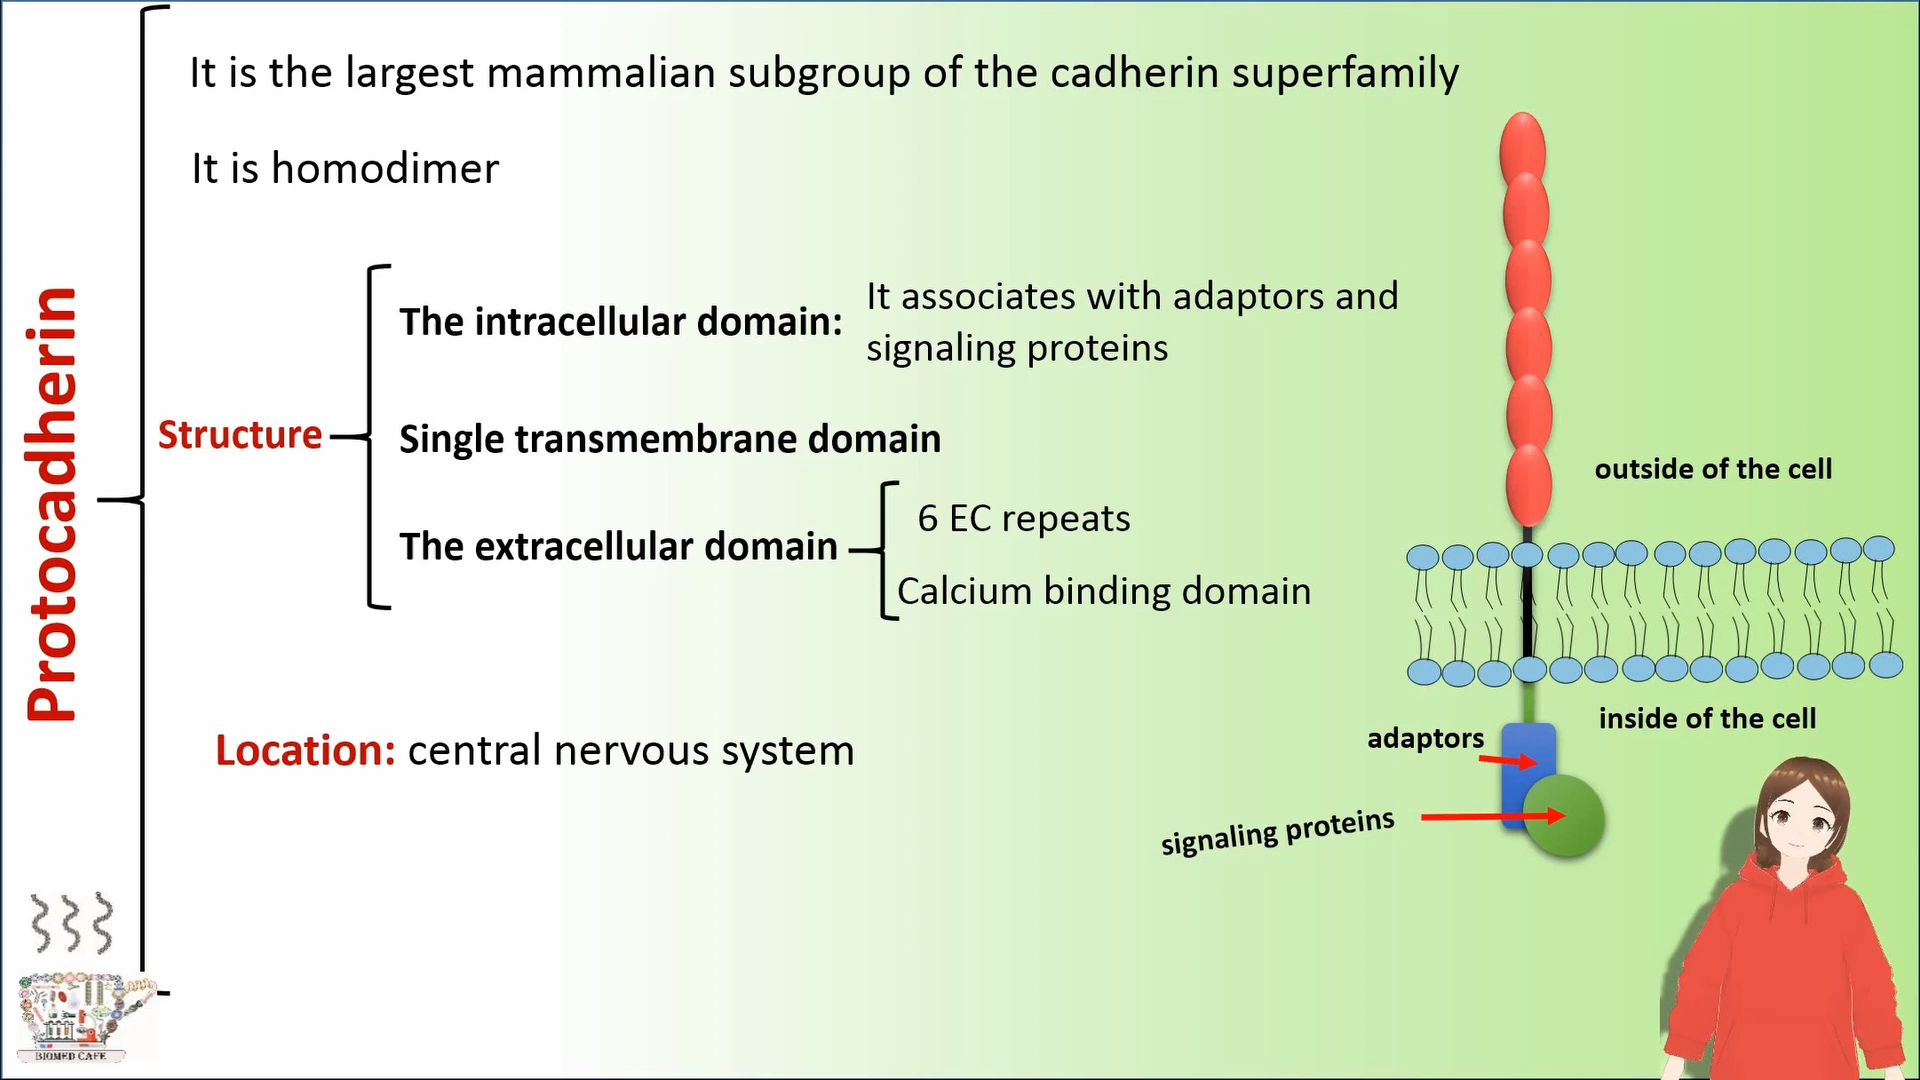 Protocadherin
It is the largest mammalian subgroup of the cadherin superfamily
It is homodimer
Structure
The intracellular domain:
It associates with adaptors and
signaling proteins
Single transmembrane domain
The extracellular domain
6 EC repeats
Calcium binding domain
Location: central nervous system
outside of the cell
inside of the cell
adaptors
signaling proteins
BIOMED CAFE